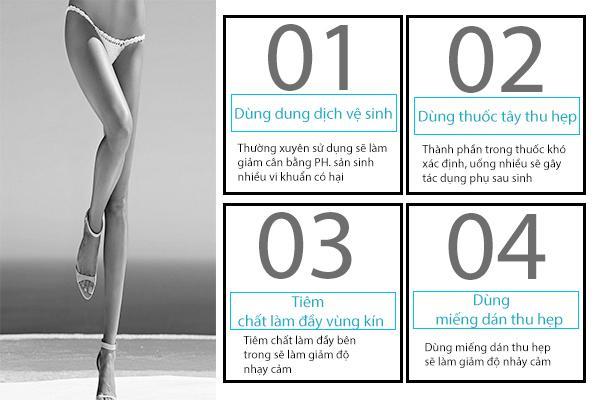 01
Dùng dung dịch vệ sinh
Thường xuyên sử dụng sẽ làm
giảm cân bằng PH. sản sinh
nhiều vi khuẩn có hại
02
Dùng thuốc tây thu hẹp
Thành phần trong thuốc khó
xác định, uống nhiều sẽ gây
tác dụng phụ sau sinh
03
Tiêm
chất làm đầy vùng kín
Tiêm chất làm đầy bên
trong sẽ làm giảm độ
nhạy cảm
04
Dùng
miếng dán thu hẹp
Dùng miếng dán thu hẹp
sẽ làm giảm độ nhảy cảm